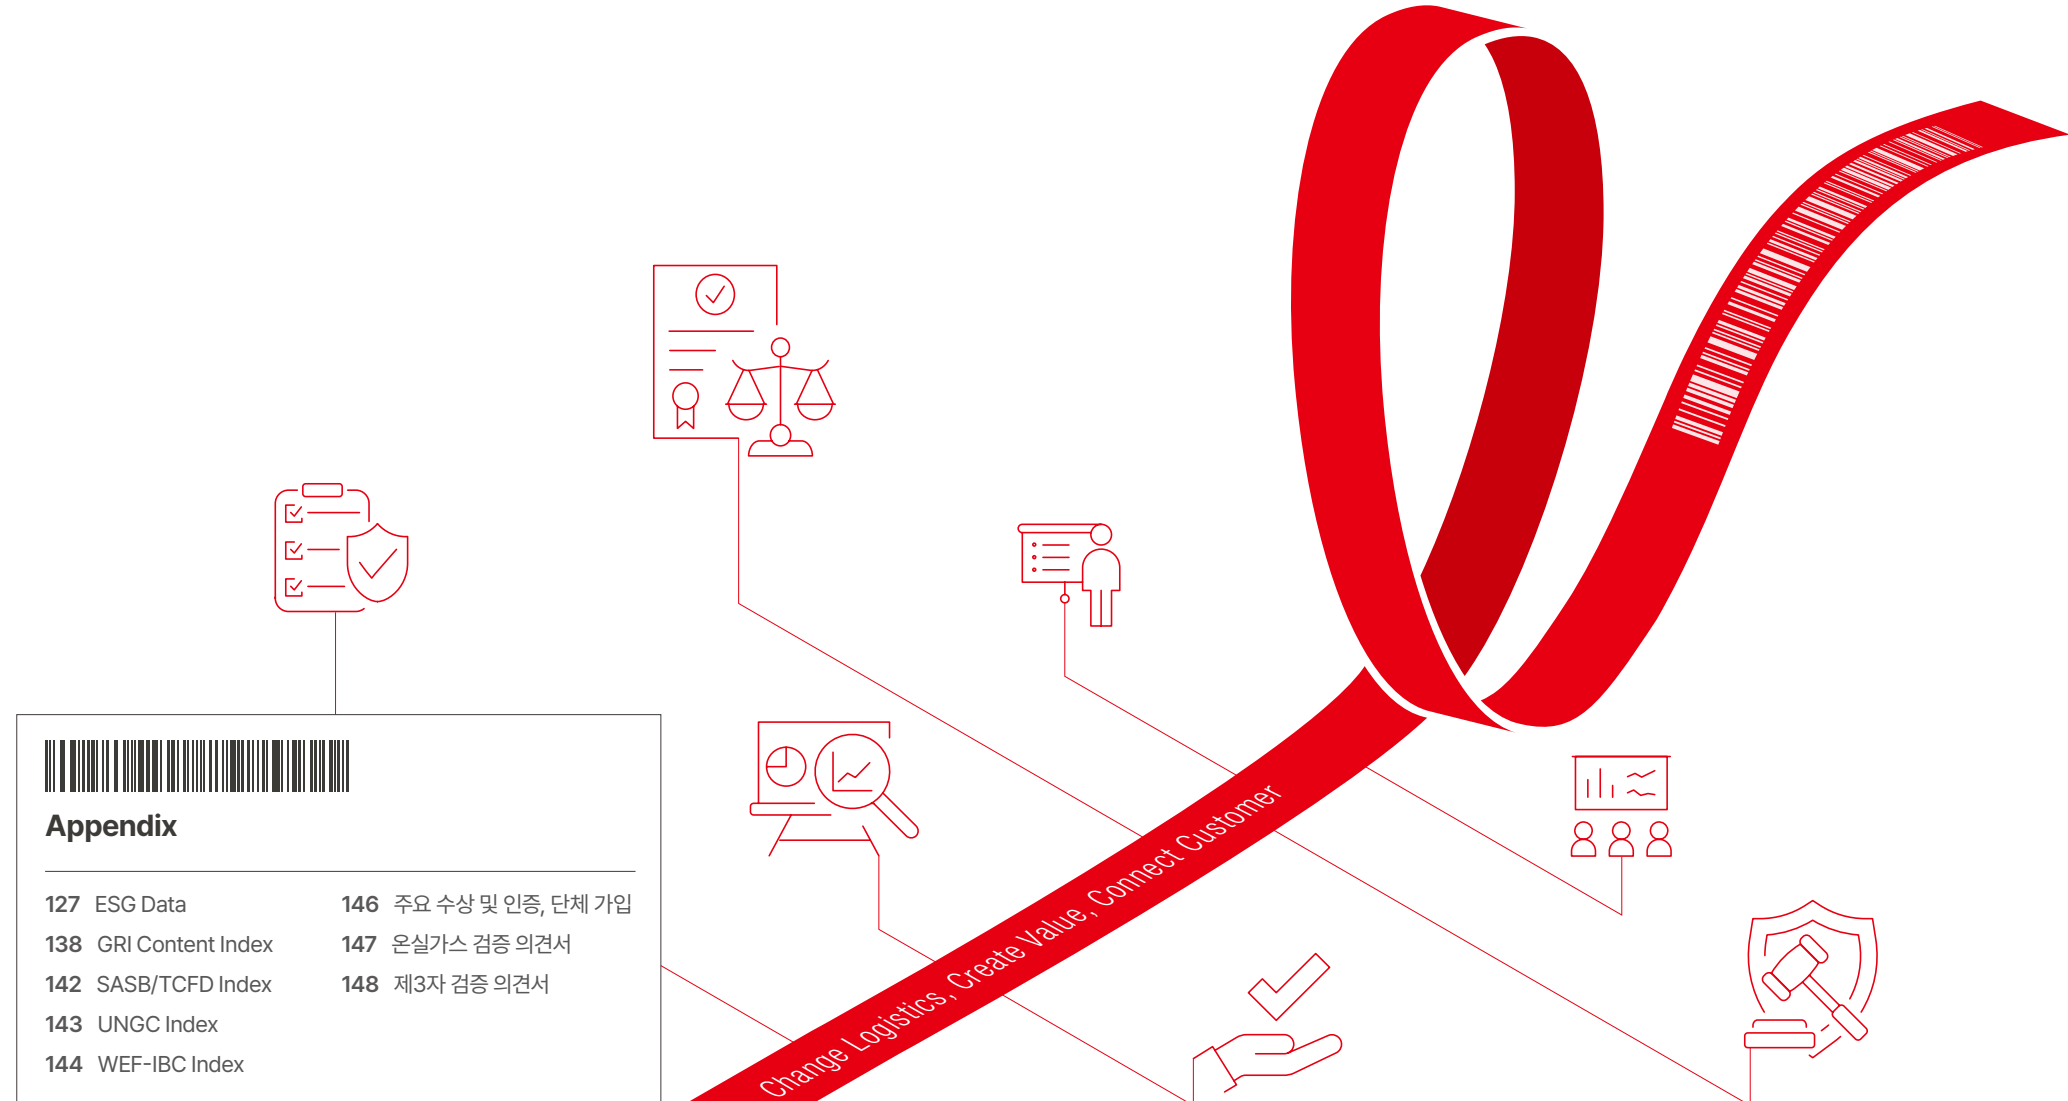 Appendix
127 ESG Data
138 GRI Content Index
142 SASB/TCFD Index
143 UNGC Index
144 WEF-IBC Index
146 주요 수상 및 인증, 단체 가입
147 온실가스 검증 의견서
148 제3자 검증 의견서
Change Logistics, Create Value, Connect Customer